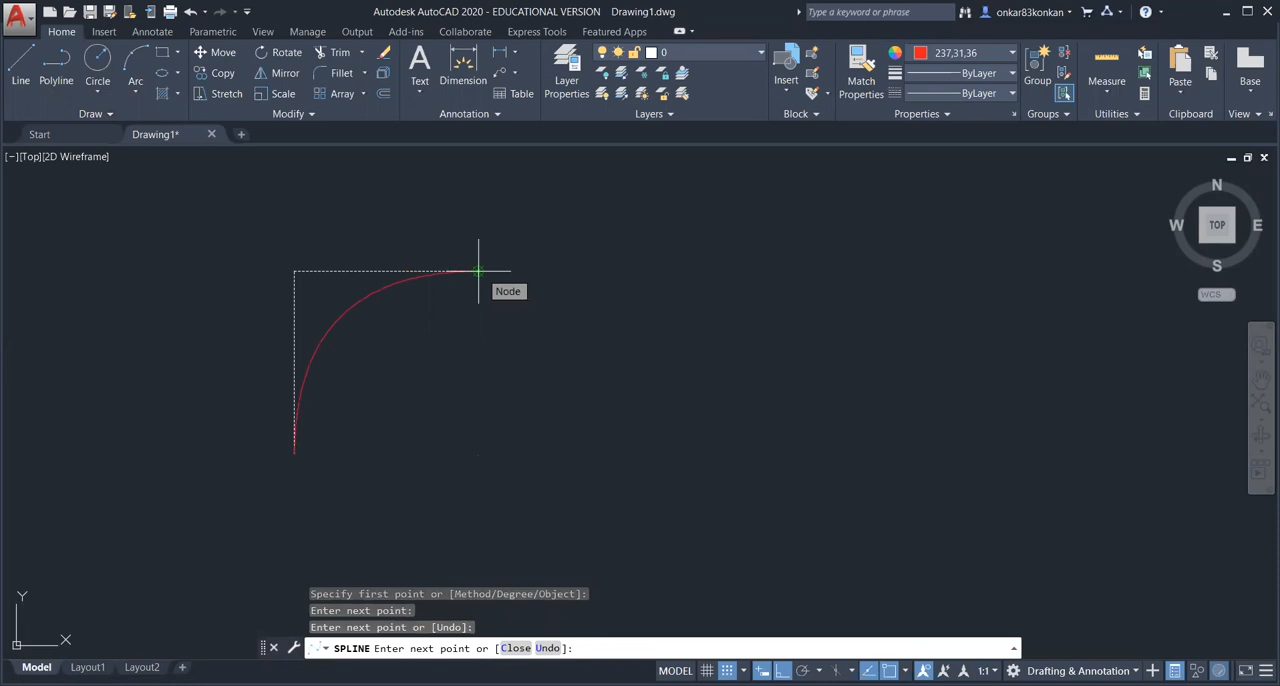 Autodesk AutoCAD 2020 - EDUCATIONAL VERSION Drawing1.dwg
Type a keyword or phrase
onkar83konkan
Home Insert Annotate Parametric View Manage Output Add-ins Collaborate Express Tools Featured Apps
Line Polyline Circle Arc
Move Rotate Trim
Copy Mirror Fillet
Stretch Scale Array
Text Dimension Table
Layer Properties
0
Insert
Match Properties
237,31,36
ByLayer
ByLayer
Group
Measure
Paste
Base
Draw Modify Annotation Layers Block Properties Groups Utilities Clipboard View
Start Drawing1*
[−][Top][2D Wireframe]
N
W TOP E
S
WCS
Node
Specify first point or [Method/Degree/Object]:
Enter next point:
Enter next point or [Undo]:
SPLINE Enter next point or [Close Undo]:
Y
X
Model Layout1 Layout2
MODEL 1:1 Drafting & Annotation